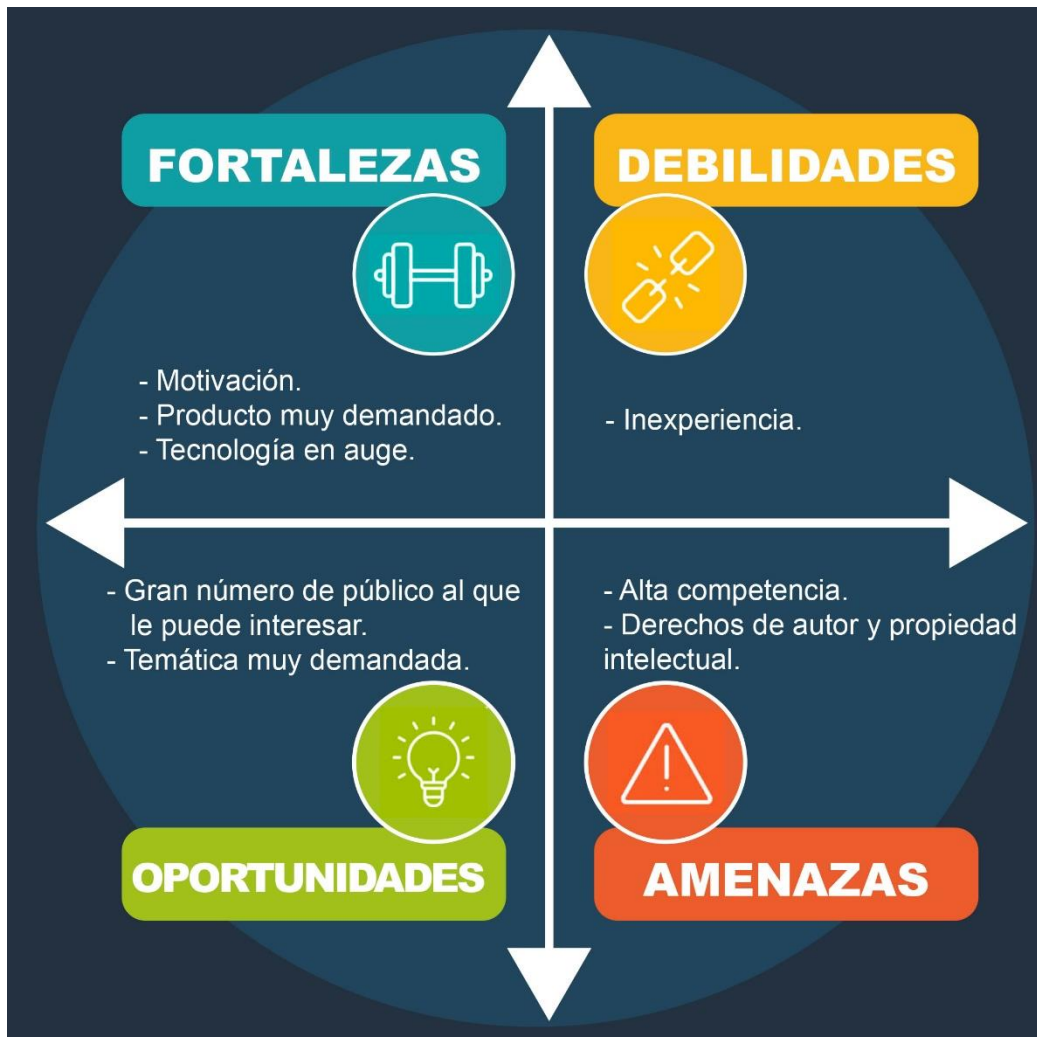 FORTALEZAS
- Motivación.
- Producto muy demandado.
- Tecnología en auge.
DEBILIDADES
- Inexperiencia.
- Gran número de público al que
le puede interesar.
- Temática muy demandada.
OPORTUNIDADES
- Alta competencia.
- Derechos de autor y propiedad
intelectual.
AMENAZAS